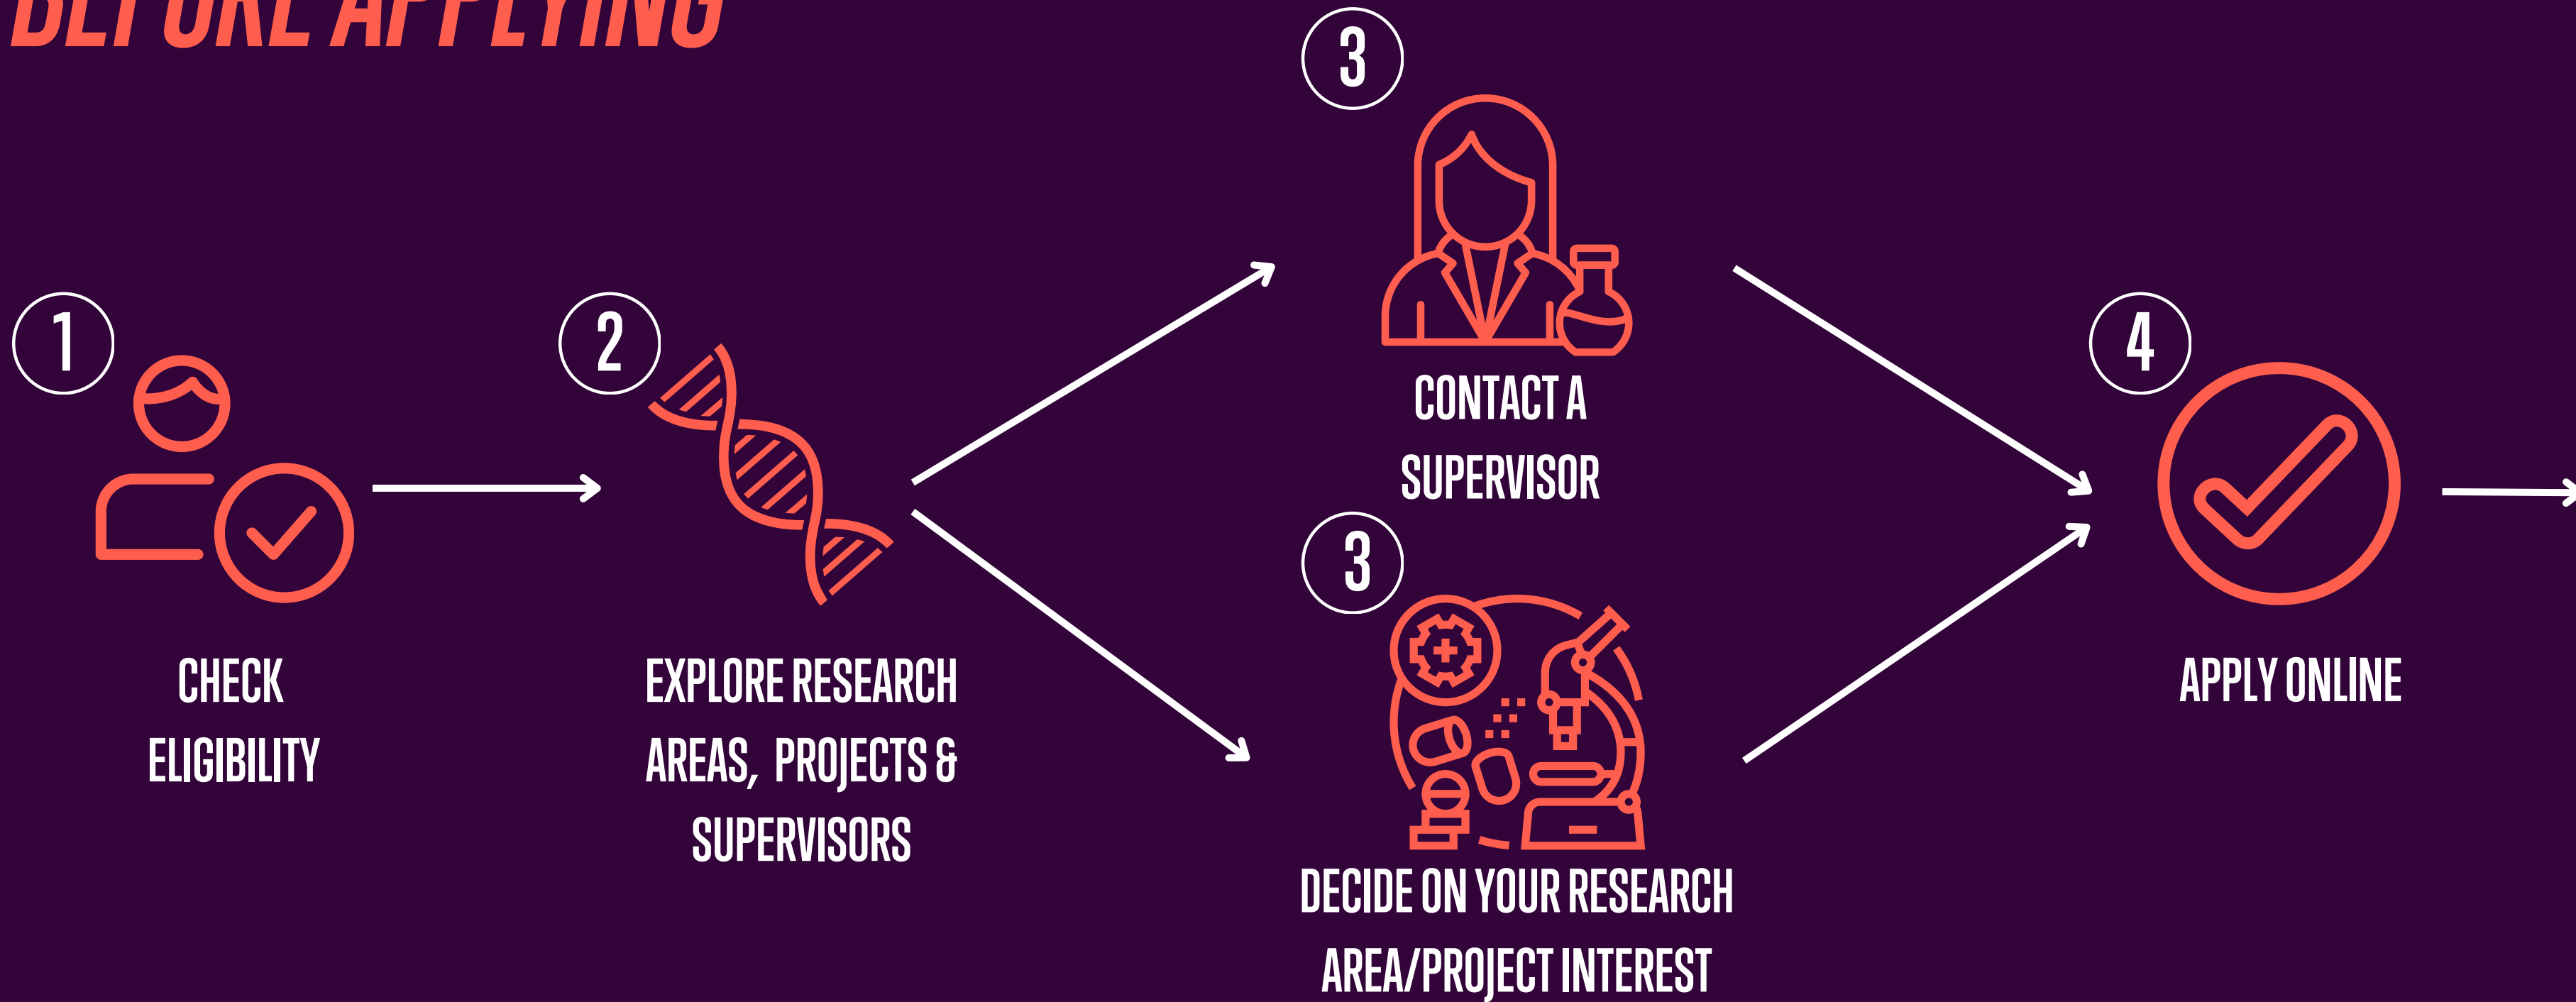 BEFORE APPLYING
1
CHECK
ELIGIBILITY
2
EXPLORE RESEARCH
AREAS, PROJECTS &
SUPERVISORS
3
CONTACT A
SUPERVISOR
3
DECIDE ON YOUR RESEARCH
AREA/PROJECT INTEREST
4
APPLY ONLINE